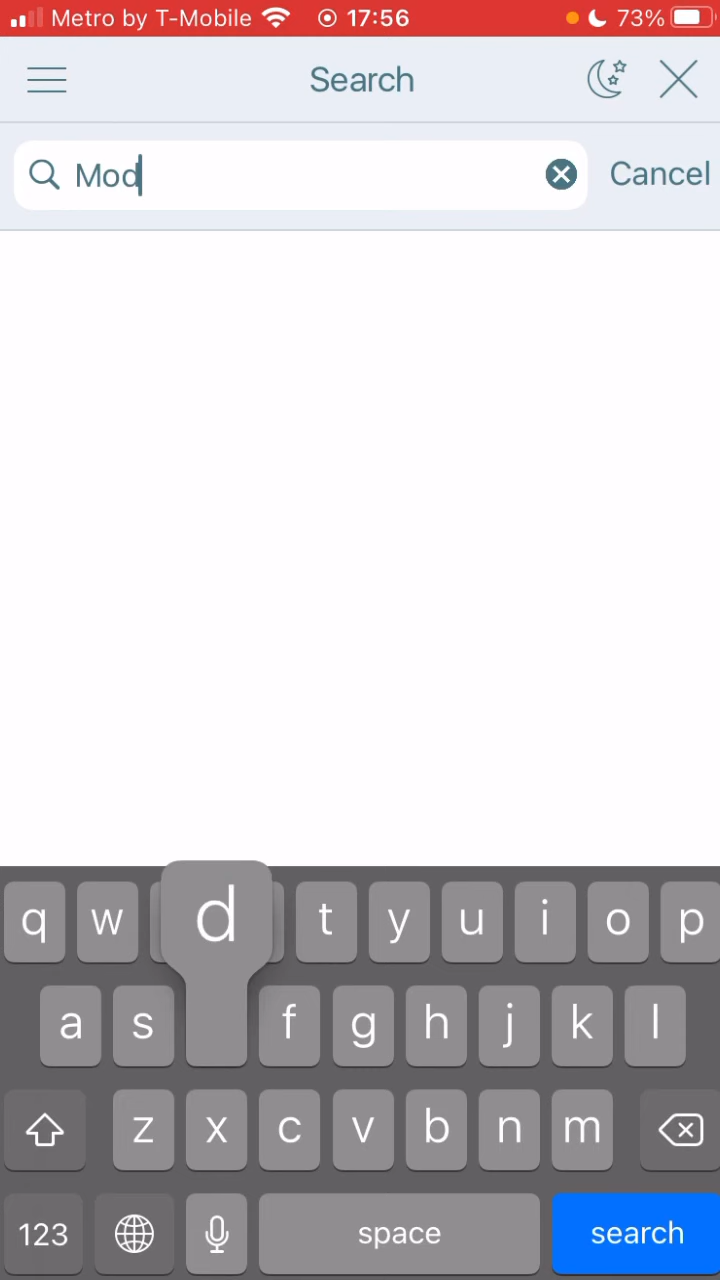 Metro by T-Mobile 17:56 73%
Search
Mod Cancel
q w d t y u i o p
a s f g h j k l
z x c v b n m
123 space search